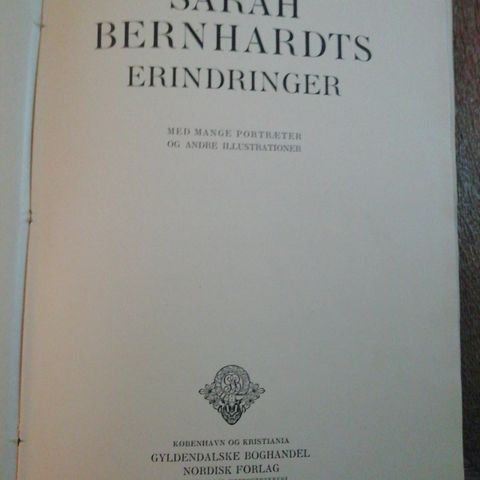 SARAH
BERNHARDTS
ERINDRINGER
MED MANGE PORTRÆTER
OG ANDRE ILLUSTRATIONER
KØBENHAVN OG KRISTIANIA
GYLDENDALSKE BOGHANDEL
NORDISK FORLAG